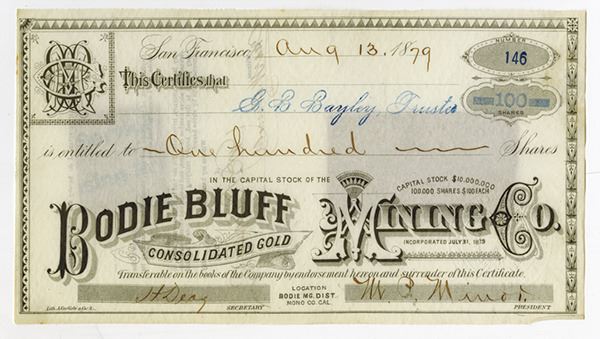 San Francisco, Aug 13. 1879
NUMBER
146
This Certifies that
100
SHARES
G. B. Bayley, Trustee
is entitled to One hundred Shares
IN THE CAPITAL STOCK OF THE
CAPITAL STOCK $10,000,000
100,000 SHARES $100 EACH
BODIE BLUFF
CONSOLIDATED GOLD
MINING CO.
INCORPORATED JULY 31, 1879
Transferable on the books of the Company by endorsement hereon and surrender of this Certificate.
LOCATION
BODIE MG. DIST.
MONO CO. CAL.
SECRETARY
PRESIDENT